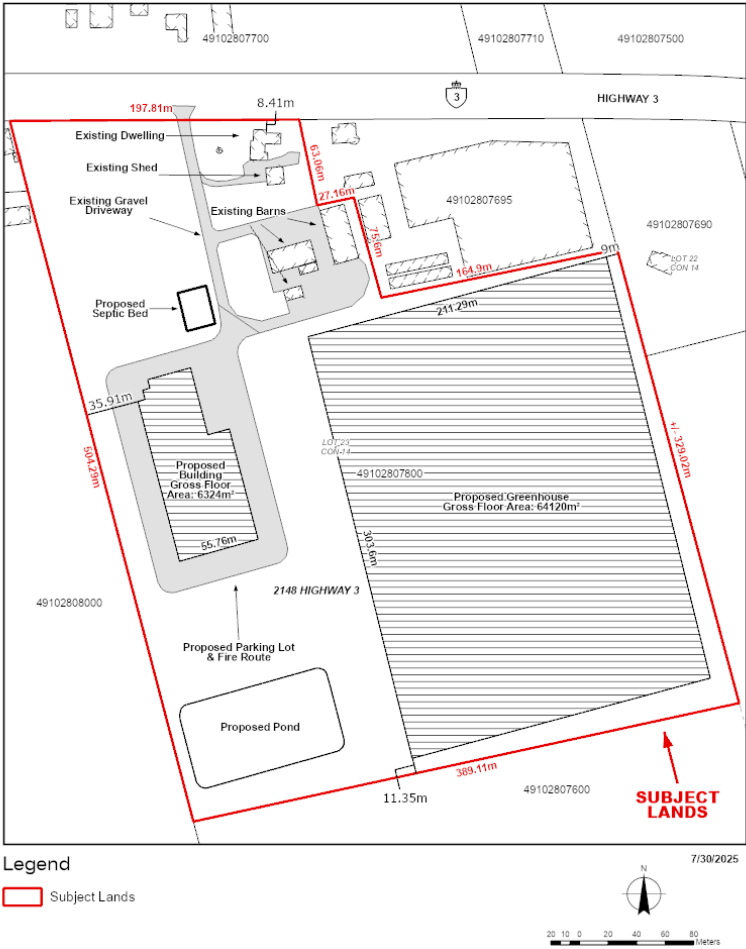 49102807700
49102807710
49102807500
3
HIGHWAY 3
197.81m
8.41m
Existing Dwelling
63.06m
Existing Shed
27.16m
Existing Gravel
Driveway
Existing Barns
75.6m
49102807695
49102807690
9m
LOT 22
CON 14
164.9m
Proposed
Septic Bed
211.29m
35.91m
504.29m
LOT 23
CON 14
49102807800
+/- 329.02m
Proposed
Building
Gross Floor
Area: 6324m²
Proposed Greenhouse
Gross Floor Area: 64120m²
55.76m
303.6m
2148 HIGHWAY 3
49102808000
Proposed Parking Lot
& Fire Route
Proposed Pond
389.11m
11.35m
49102807600
SUBJECT
LANDS
Legend
Subject Lands
7/30/2025
N
20 10 0 20 40 60 80
Meters